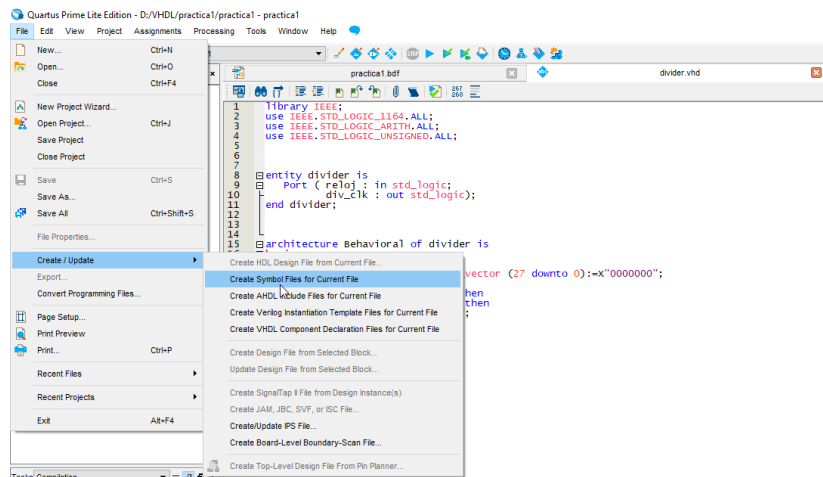 Quartus Prime Lite Edition - D:/VHDL/practica1/practica1 - practica1
File Edit View Project Assignments Processing Tools Window Help
New... Ctrl+N
Open... Ctrl+O
Close Ctrl+F4
New Project Wizard...
Open Project... Ctrl+J
Save Project
Close Project
Save Ctrl+S
Save As...
Save All Ctrl+Shift+S
File Properties...
Create / Update
Export...
Convert Programming Files...
Page Setup...
Print Preview
Print... Ctrl+P
Recent Files
Recent Projects
Exit Alt+F4
Create HDL Design File from Current File...
Create Symbol Files for Current File
Create AHDL Include Files for Current File
Create Verilog Instantiation Template Files for Current File
Create VHDL Component Declaration Files for Current File
Create Design File from Selected Block...
Update Design File from Selected Block...
Create SignalTap II File from Design Instance(s)
Create JAM, JBC, SVF, or ISC File...
Create/Update IPS File...
Create Board-Level Boundary-Scan File...
Create Top-Level Design File From Pin Planner...
practica1.bdf
divider.vhd
267
268
1 library IEEE;
2 use IEEE.STD_LOGIC_1164.ALL;
3 use IEEE.STD_LOGIC_ARITH.ALL;
4 use IEEE.STD_LOGIC_UNSIGNED.ALL;
5
6
7
8 entity divider is
9 Port ( reloj : in std_logic;
10 div_clk : out std_logic);
11 end divider;
12
13
14
15 architecture Behavioral of divider is
vector (27 downto 0):=X"0000000";
hen
then
;